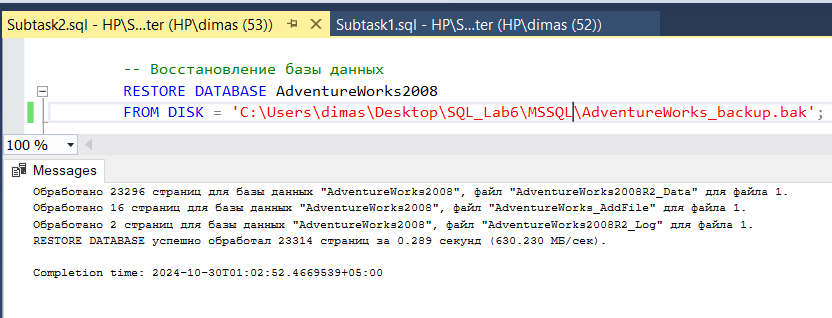 Subtask2.sql - HP\S...ter (HP\dimas (53))
Subtask1.sql - HP\S...ter (HP\dimas (52))
-- Восстановление базы данных
RESTORE DATABASE AdventureWorks2008
FROM DISK = 'C:\Users\dimas\Desktop\SQL_Lab6\MSSQL\AdventureWorks_backup.bak';
100 %
Messages
Обработано 23296 страниц для базы данных "AdventureWorks2008", файл "AdventureWorks2008R2_Data" для файла 1.
Обработано 16 страниц для базы данных "AdventureWorks2008", файл "AdventureWorks_AddFile" для файла 1.
Обработано 2 страниц для базы данных "AdventureWorks2008", файл "AdventureWorks2008R2_Log" для файла 1.
RESTORE DATABASE успешно обработал 23314 страниц за 0.289 секунд (630.230 МБ/сек).
Completion time: 2024-10-30T01:02:52.4669539+05:00